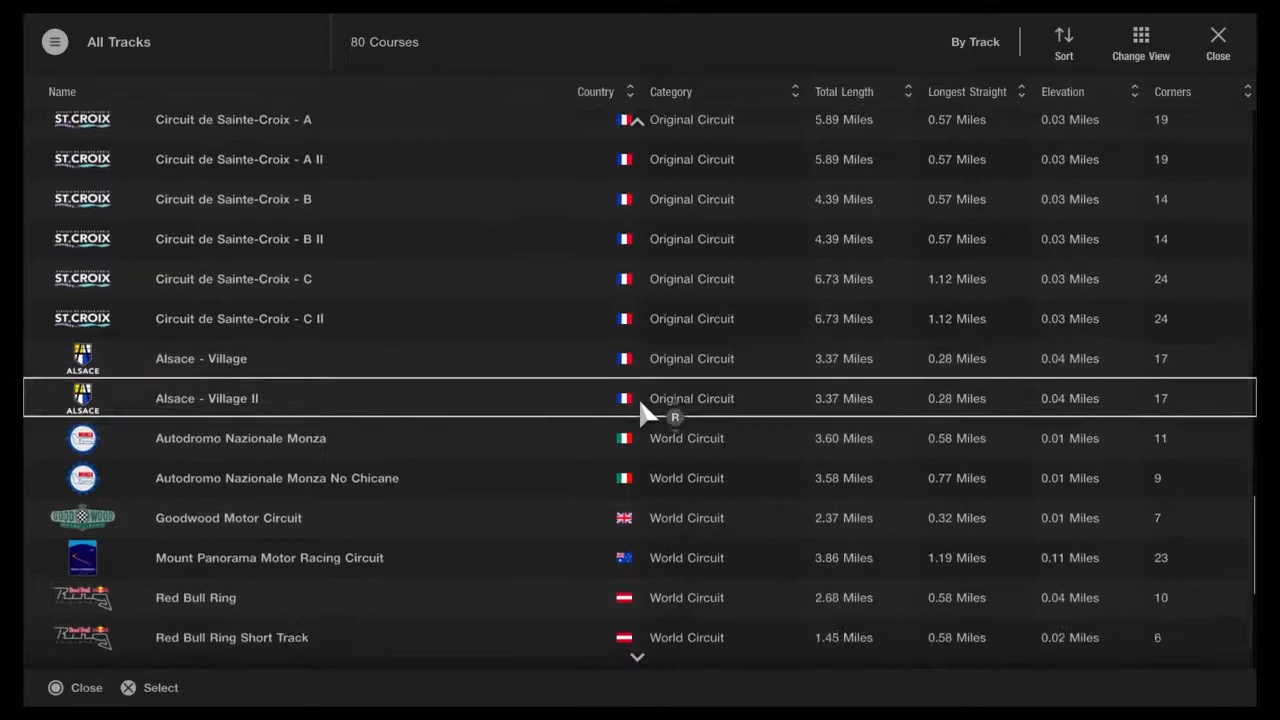 All Tracks 80 Courses By Track Sort Change View Close
Name Country Category Total Length Longest Straight Elevation Corners
ST.CROIX Circuit de Sainte-Croix - A Original Circuit 5.89 Miles 0.57 Miles 0.03 Miles 19
ST.CROIX Circuit de Sainte-Croix - A II Original Circuit 5.89 Miles 0.57 Miles 0.03 Miles 19
ST.CROIX Circuit de Sainte-Croix - B Original Circuit 4.39 Miles 0.57 Miles 0.03 Miles 14
ST.CROIX Circuit de Sainte-Croix - B II Original Circuit 4.39 Miles 0.57 Miles 0.03 Miles 14
ST.CROIX Circuit de Sainte-Croix - C Original Circuit 6.73 Miles 1.12 Miles 0.03 Miles 24
ST.CROIX Circuit de Sainte-Croix - C II Original Circuit 6.73 Miles 1.12 Miles 0.03 Miles 24
ALSACE Alsace - Village Original Circuit 3.37 Miles 0.28 Miles 0.04 Miles 17
ALSACE Alsace - Village II Original Circuit 3.37 Miles 0.28 Miles 0.04 Miles 17
R
MONZA Autodromo Nazionale Monza World Circuit 3.60 Miles 0.58 Miles 0.01 Miles 11
MONZA Autodromo Nazionale Monza No Chicane World Circuit 3.58 Miles 0.77 Miles 0.01 Miles 9
GOODWOOD Goodwood Motor Circuit World Circuit 2.37 Miles 0.32 Miles 0.01 Miles 7
Mount Panorama Motor Racing Circuit World Circuit 3.86 Miles 1.19 Miles 0.11 Miles 23
Red Bull Ring Red Bull Ring World Circuit 2.68 Miles 0.58 Miles 0.04 Miles 10
Red Bull Ring Red Bull Ring Short Track World Circuit 1.45 Miles 0.58 Miles 0.02 Miles 6
Close Select